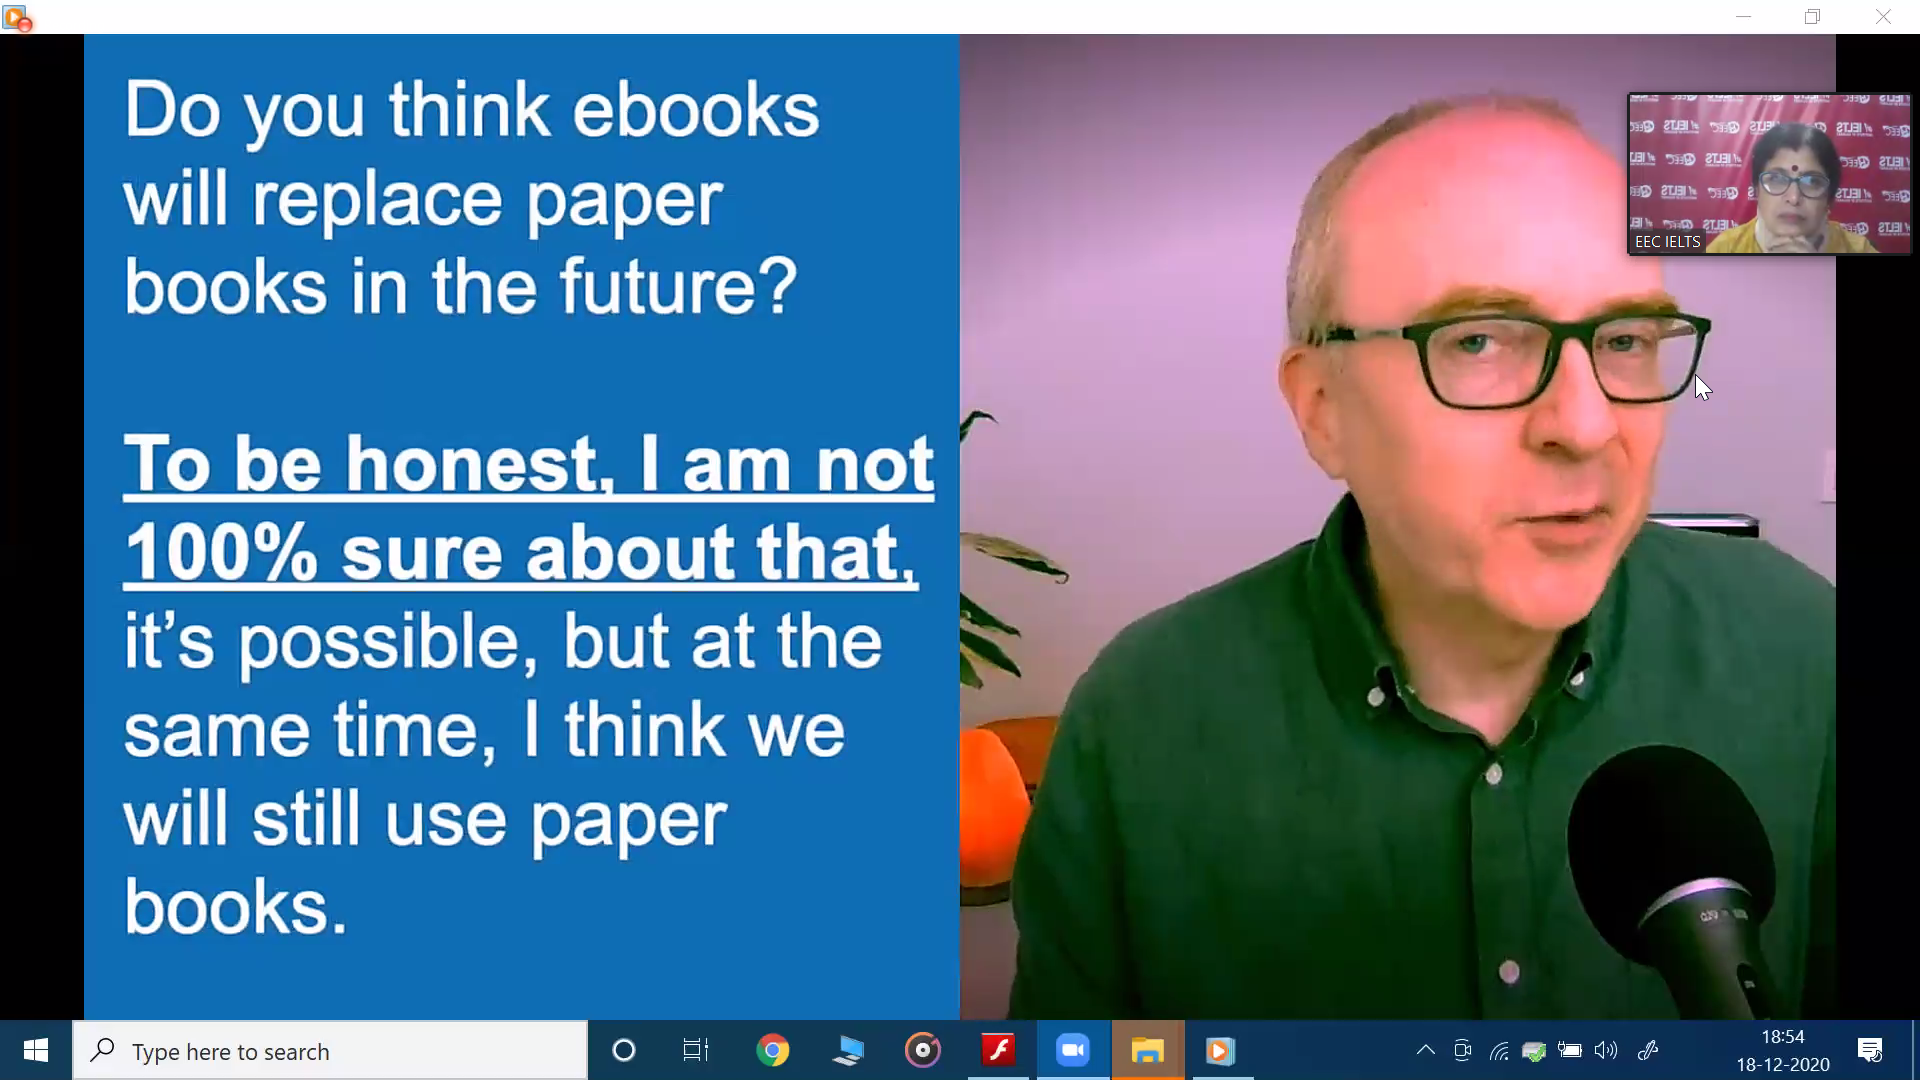 Do you think ebooks
will replace paper
books in the future?
To be honest, I am not
100% sure about that,
it's possible, but at the
same time, I think we
will still use paper
books.
EEC IELTS
Type here to search
18:54
18-12-2020